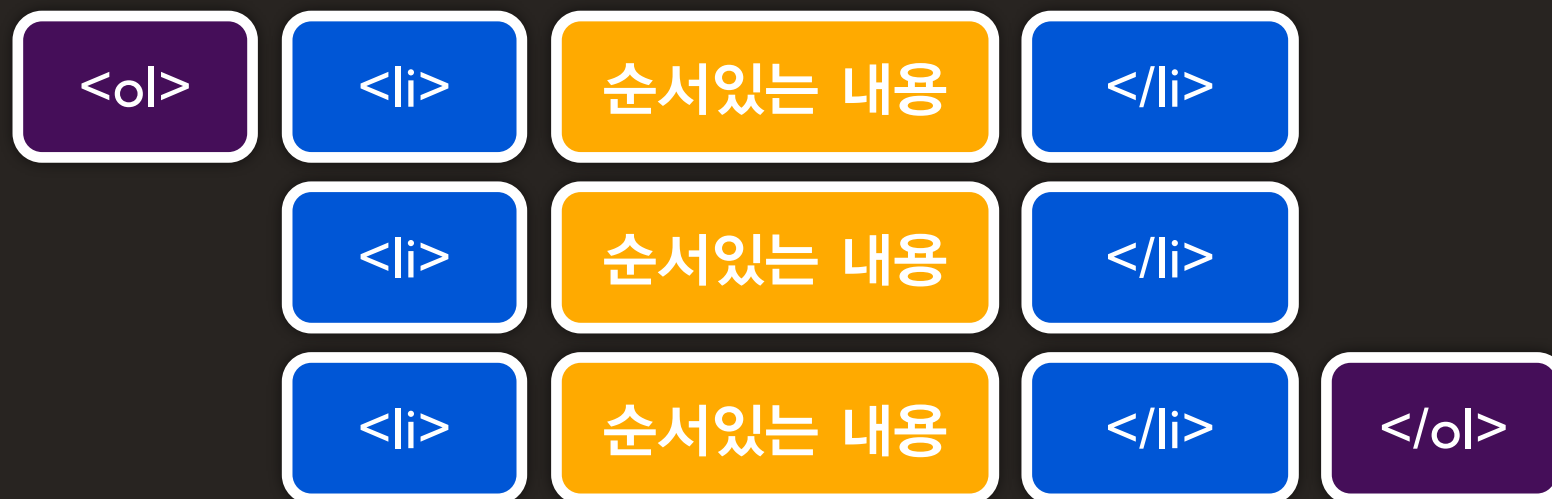 <ol> <li> 순서있는 내용 </li>
<li> 순서있는 내용 </li>
<li> 순서있는 내용 </li> </ol>